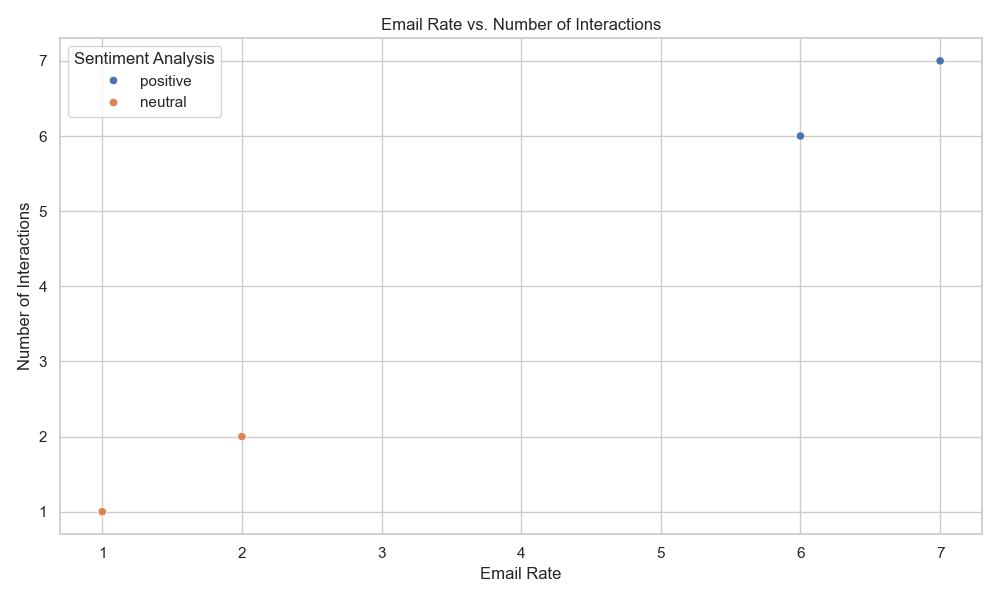 Email Rate vs. Number of Interactions
Sentiment Analysis
positive
neutral
Number of Interactions
7
6
5
4
3
2
1
1 2 3 4 5 6 7
Email Rate